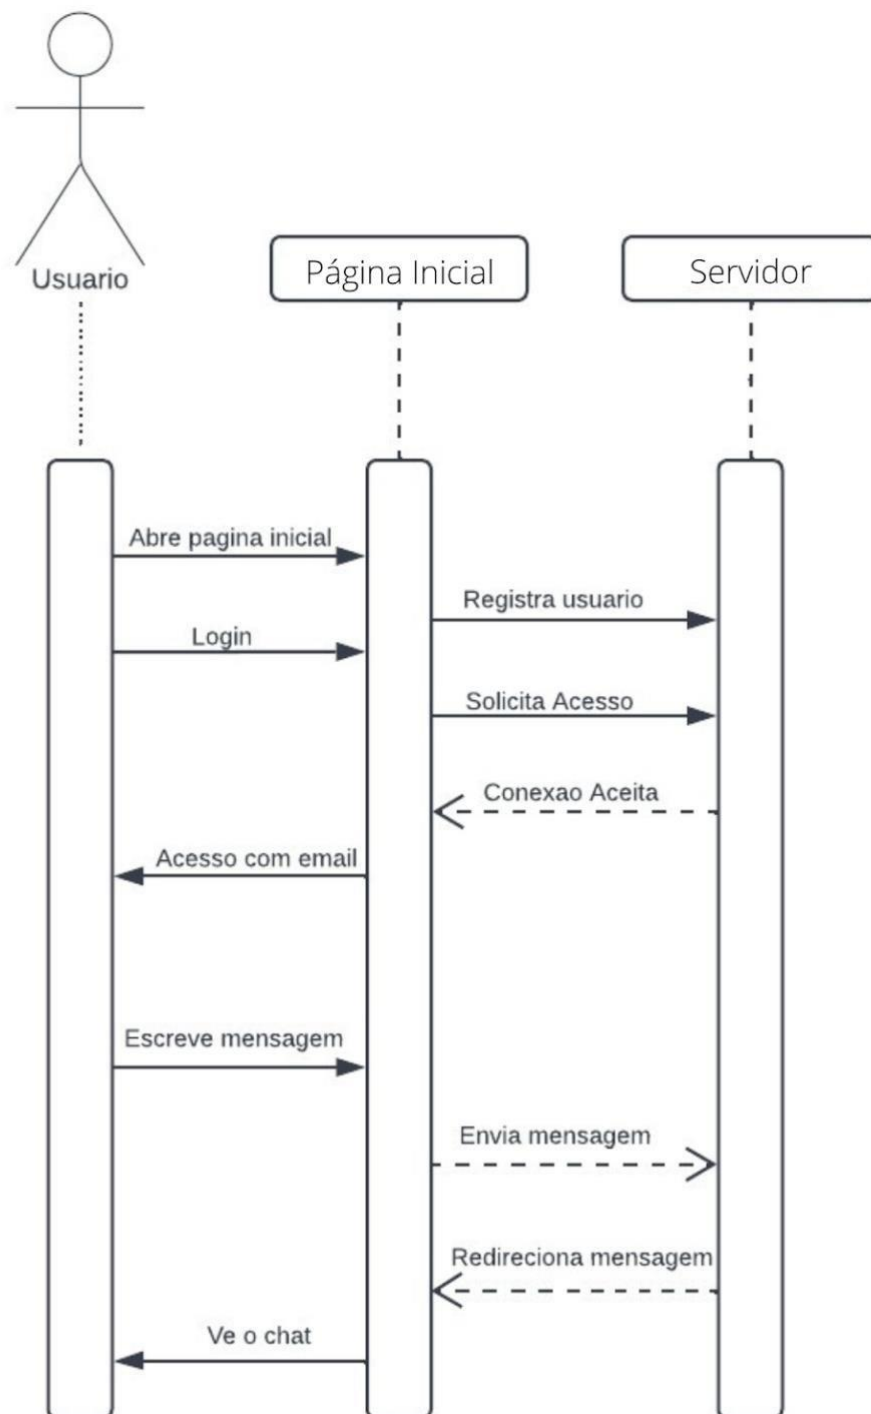 Usuario
Página Inicial
Servidor
Abre pagina inicial
Registra usuario
Login
Solicita Acesso
Conexao Aceita
Acesso com email
Escreve mensagem
Envia mensagem
Redireciona mensagem
Ve o chat